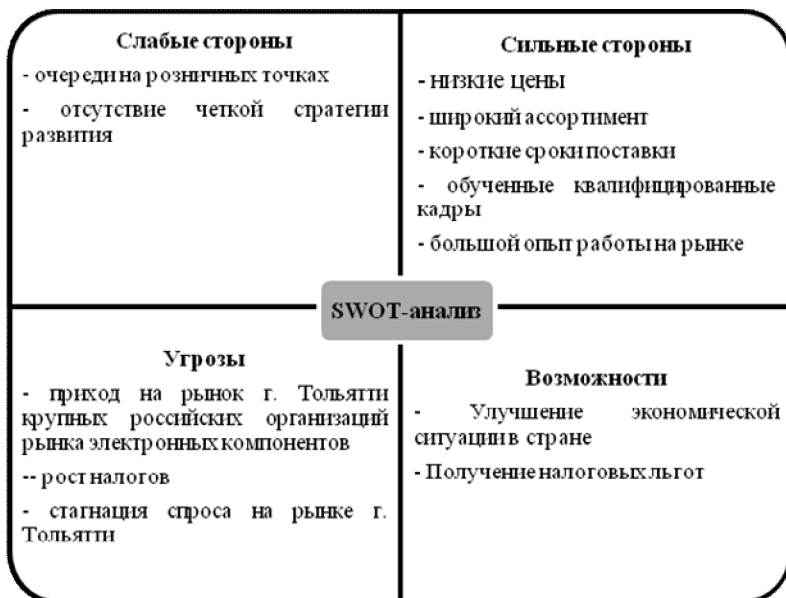 Слабые стороны
- очереди на розничных точках
- отсутствие четкой стратегии
развития
Сильные стороны
- низкие цены
- широкий ассортимент
- короткие сроки поставки
- обученные квалифицированные
кадры
- большой опыт работы на рынке
SWOT-анализ
Угрозы
- приход на рынок г. Тольятти
крупных российских организаций
рынка электронных компонентов
-- рост налогов
- стагнация спроса на рынке г.
Тольятти
Возможности
- Улучшение экономической
ситуации в стране
- Получение налоговых льгот